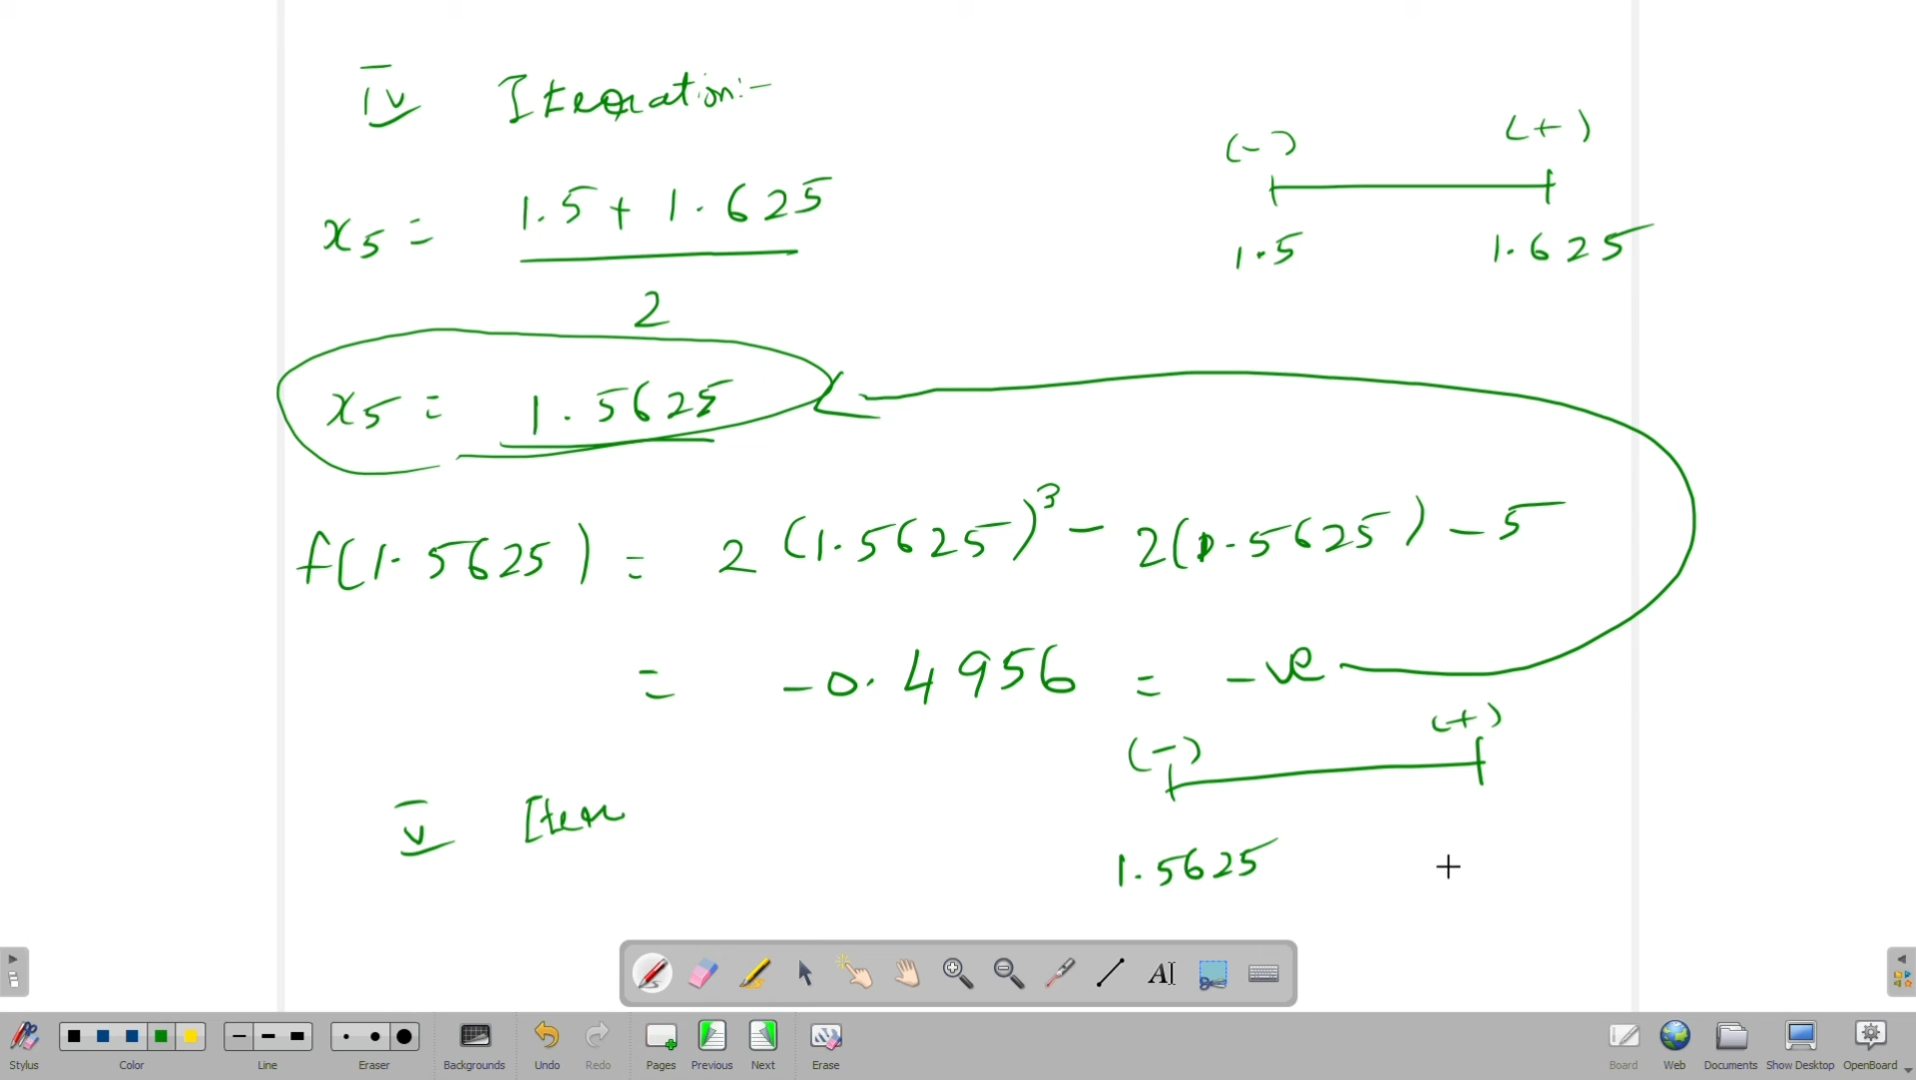 IV Iteration:-
(-) (+)
1.5 1.625
x5 = 1.5 + 1.625
2
x5 = 1.5625
f(1.5625) = 2(1.5625)³ - 2(1.5625) - 5
= -0.4956 = -ve
(-) (+)
V Iter
1.5625
Stylus Color Line Eraser Backgrounds Undo Redo Pages Previous Next Erase Board Web Documents Show Desktop OpenBoard